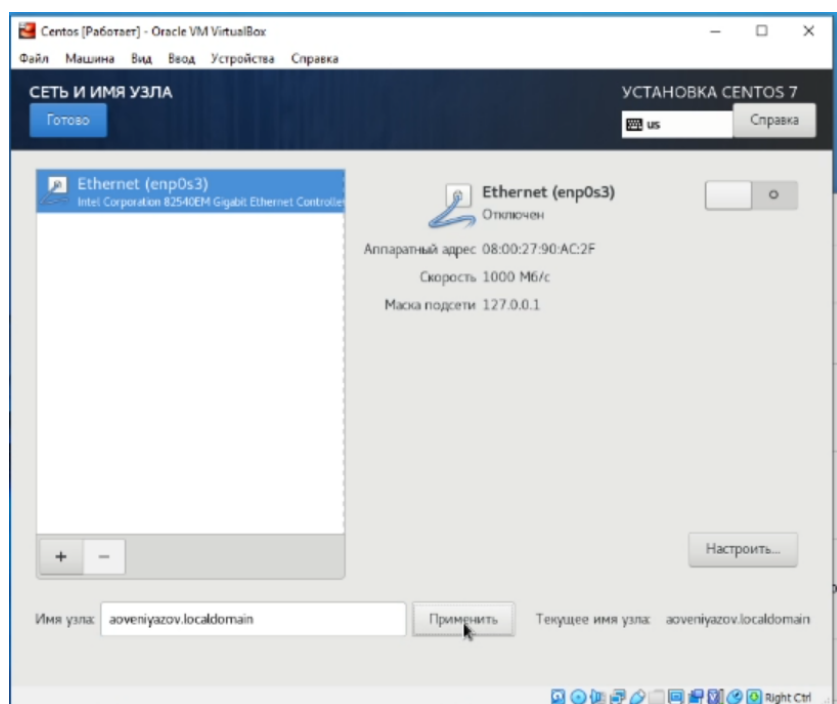 Centos [Работает] - Oracle VM VirtualBox
Файл Машина Вид Ввод Устройства Справка
СЕТЬ И ИМЯ УЗЛА
УСТАНОВКА CENTOS 7
Готово
us
Справка
Ethernet (enp0s3)
Intel Corporation 82540EM Gigabit Ethernet Controlle
Ethernet (enp0s3)
Отключен
Аппаратный адрес 08:00:27:90:AC:2F
Скорость 1000 Мб/с
Маска подсети 127.0.0.1
+ −
Настроить...
Имя узла: aoveniyazov.localdomain
Применить
Текущее имя узла: aoveniyazov.localdomain
Right Ctrl